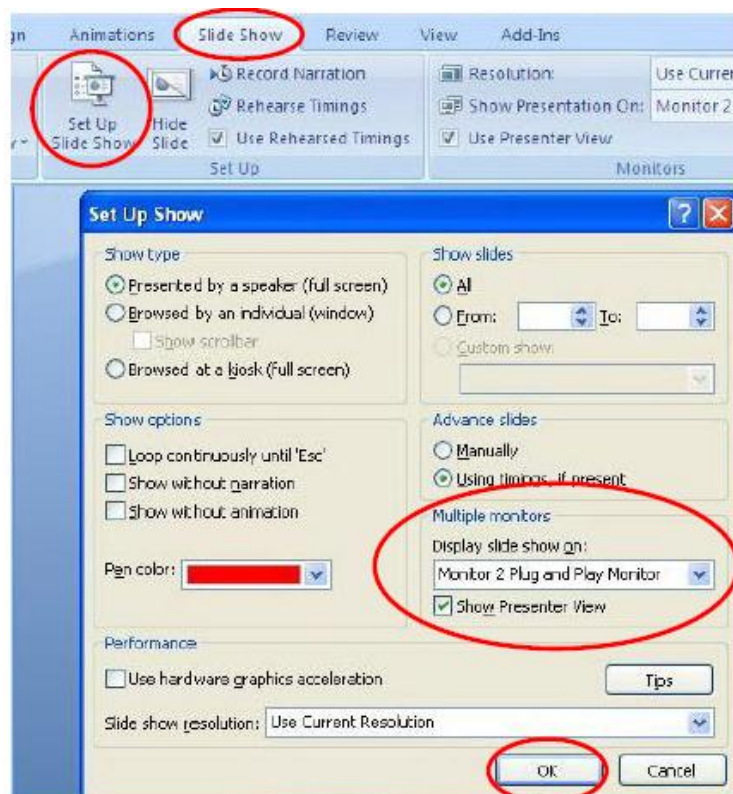 Animations Slide Show Review View Add-Ins
Record Narration Resolution: Use Curren
Rehearse Timings Show Presentation On: Monitor 2
Set Up Slide Show Hide Slide Use Rehearsed Timings Use Presenter View
Set Up Monitors
Set Up Show
Show type
Presented by a speaker (full screen)
Browsed by an individual (window)
Show scrollbar
Browsed at a kiosk (full screen)
Show slides
All
From: To:
Custom show:
Show options
Loop continuously until 'Esc'
Show without narration
Show without animation
Pen color:
Advance slides
Manually
Using timings, if present
Multiple monitors
Display slide show on:
Monitor 2 Plug and Play Monitor
Show Presenter View
Performance
Use hardware graphics acceleration Tips
Slide show resolution: Use Current Resolution
OK Cancel